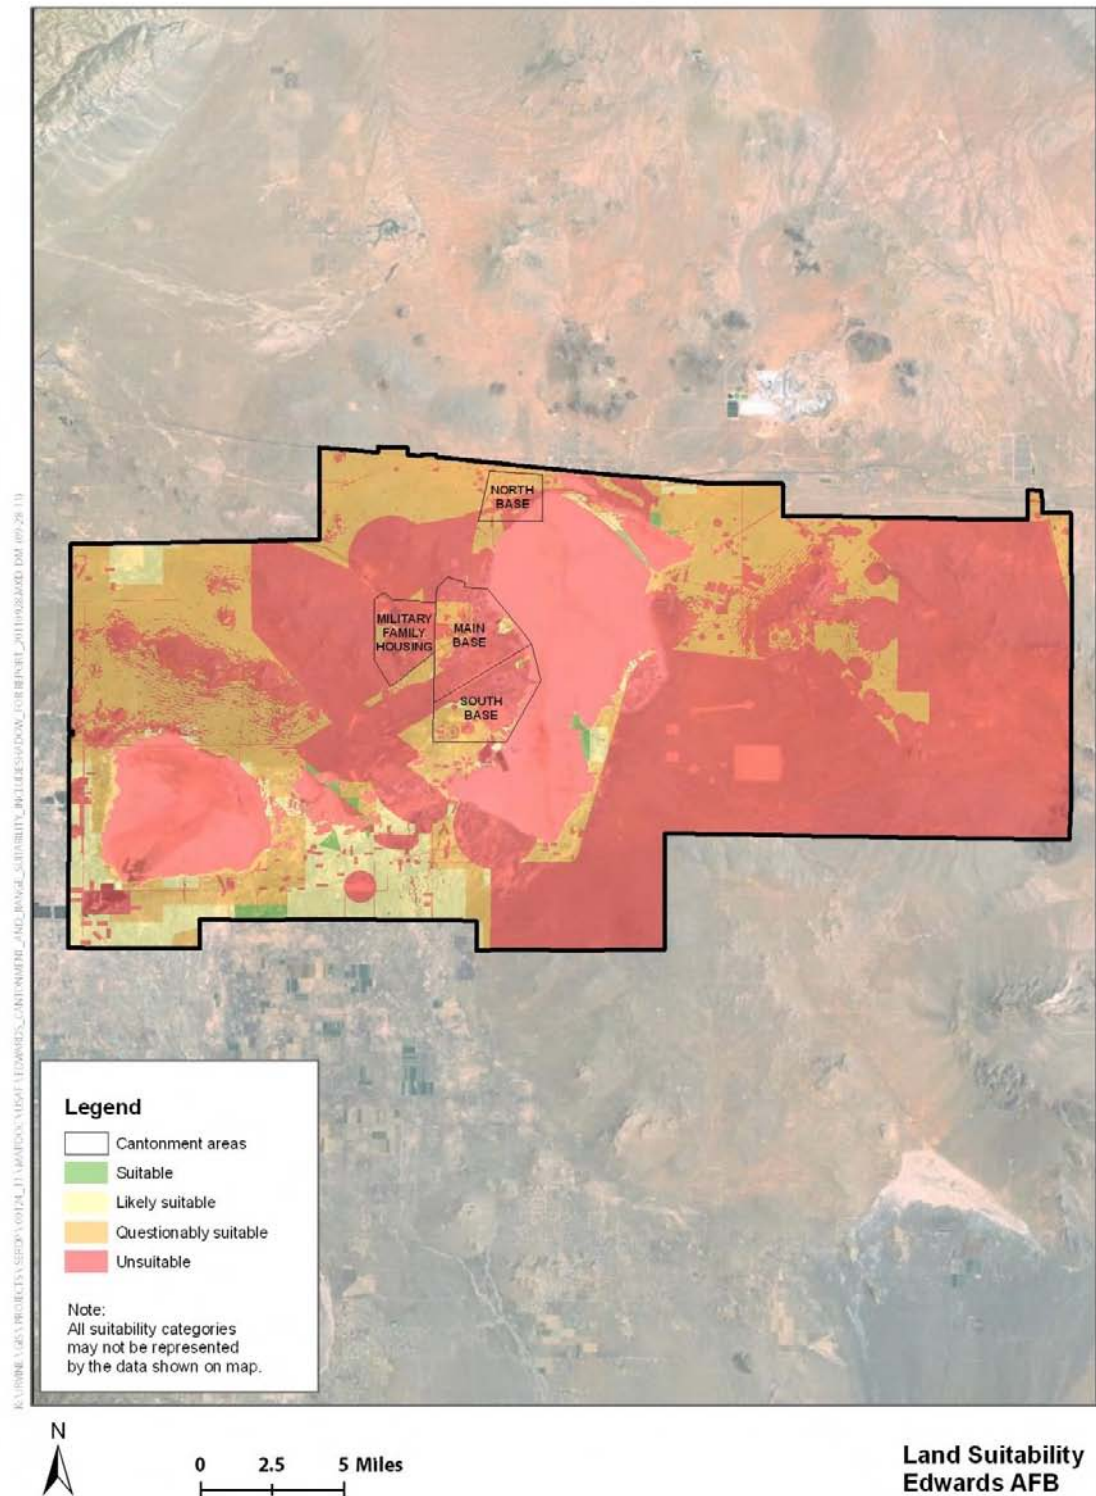 NORTH
BASE
MILITARY
FAMILY
HOUSING
MAIN
BASE
SOUTH
BASE
Legend
Cantonment areas
Suitable
Likely suitable
Questionably suitable
Unsuitable
Note:
All suitability categories
may not be represented
by the data shown on map.
N
0 2.5 5 Miles
Land Suitability
Edwards AFB